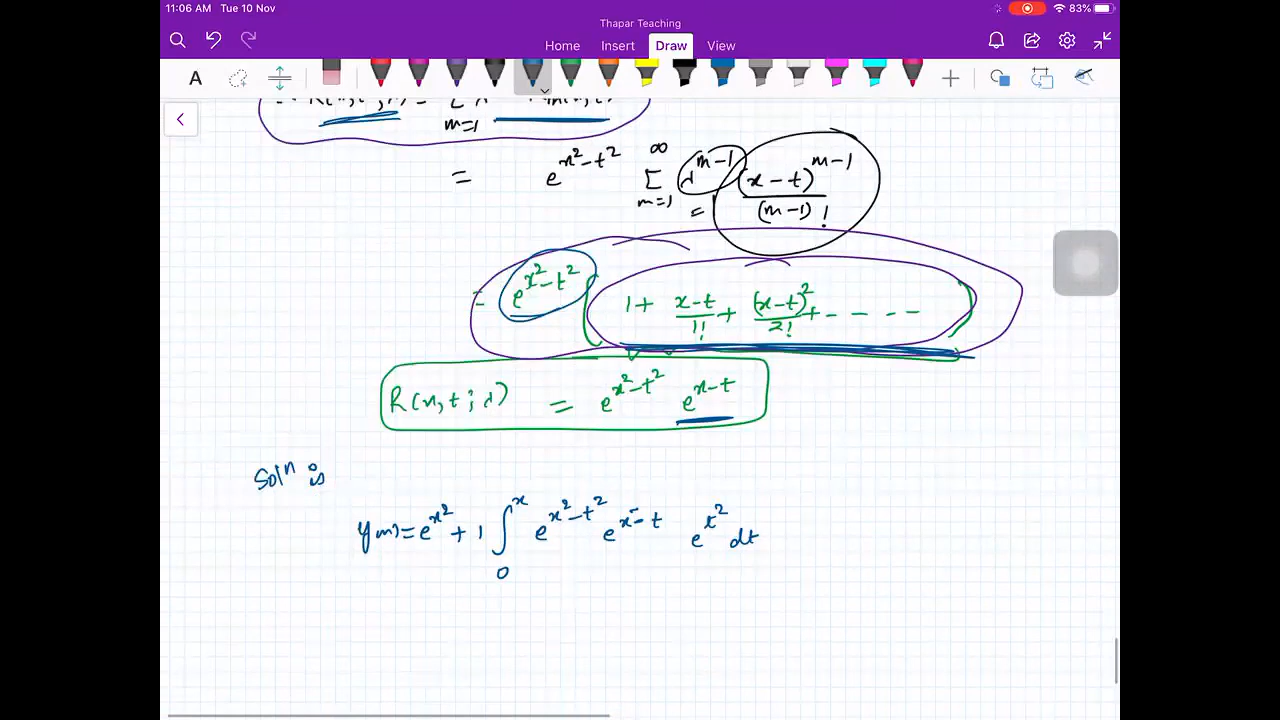 11:06 AM Tue 10 Nov 83%
Thapar Teaching
Home Insert Draw View
A
m=1
= e^{x²-t²} ∑_{m=1}^{∞} λ^{m-1} (x-t)^{m-1} / (m-1)!
=
= e^{x²-t²} ( 1 + (x-t)/1! + (x-t)²/2! + - - - - )
R(x,t;λ) = e^{x²-t²} e^{x-t}
Solⁿ is
y(x) = e^{x²} + 1 ∫_0^x e^{x²-t²} e^{x-t} e^{t²} dt